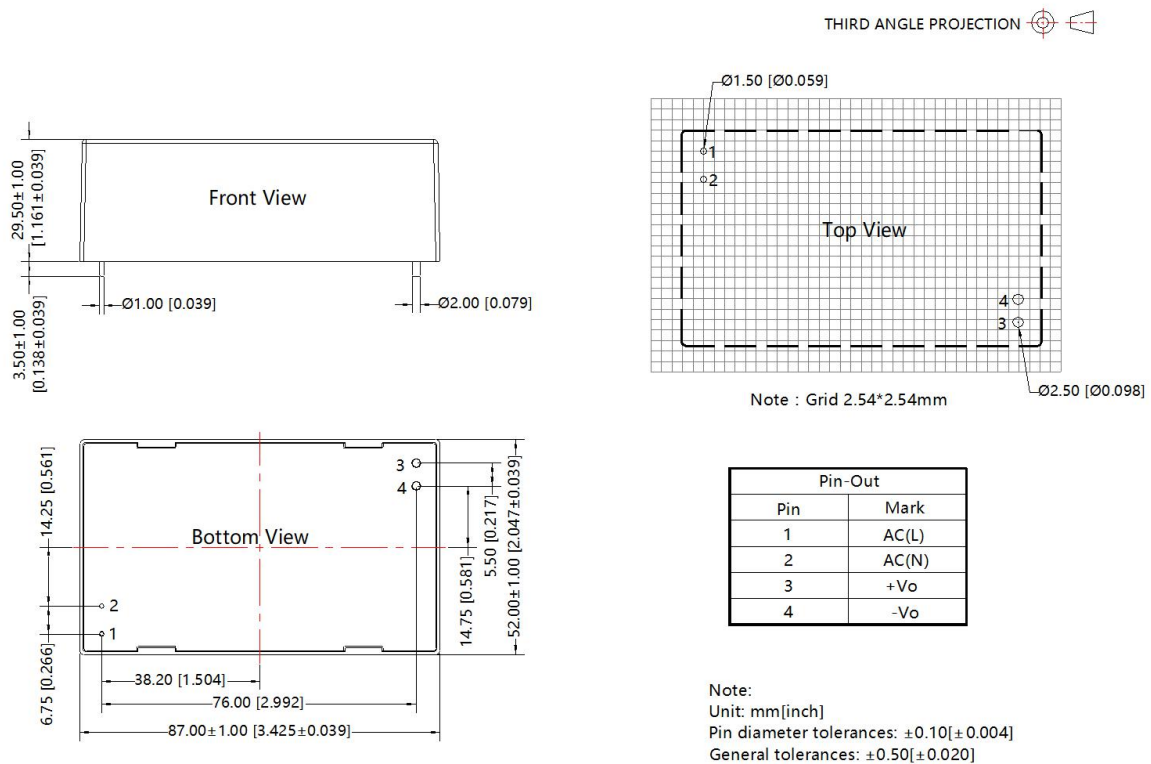 THIRD ANGLE PROJECTION
Ø1.50 [Ø0.059]
29.50±1.00
[1.161±0.039]
Front View
1
2
Top View
4
3
Ø1.00 [0.039]
Ø2.00 [0.079]
3.50±1.00
[0.138±0.039]
Ø2.50 [Ø0.098]
Note : Grid 2.54*2.54mm
14.25 [0.561]
3
4
Bottom View
5.50 [0.217]
52.00±1.00 [2.047±0.039]
14.75 [0.581]
2
1
6.75 [0.266]
38.20 [1.504]
76.00 [2.992]
87.00±1.00 [3.425±0.039]
Pin-Out
Pin Mark
1 AC(L)
2 AC(N)
3 +Vo
4 -Vo
Note:
Unit: mm[inch]
Pin diameter tolerances: ±0.10[±0.004]
General tolerances: ±0.50[±0.020]